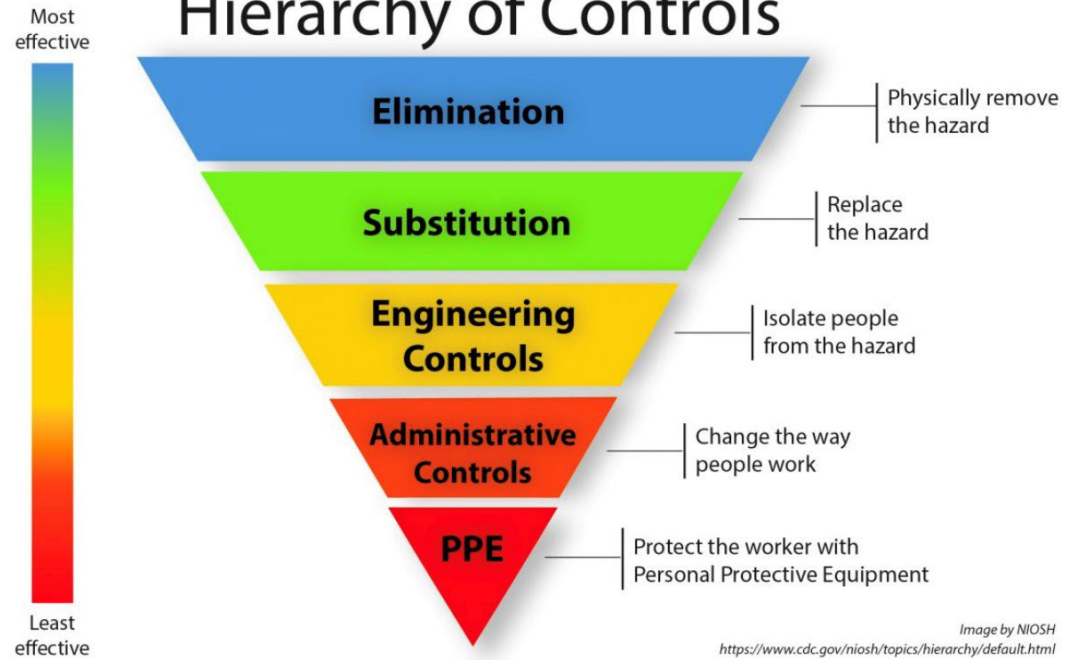 Hierarchy of Controls
Most
effective
Elimination
Physically remove
the hazard
Substitution
Replace
the hazard
Engineering
Controls
Isolate people
from the hazard
Administrative
Controls
Change the way
people work
PPE
Protect the worker with
Personal Protective Equipment
Least
effective
Image by NIOSH
https://www.cdc.gov/niosh/topics/hierarchy/default.html